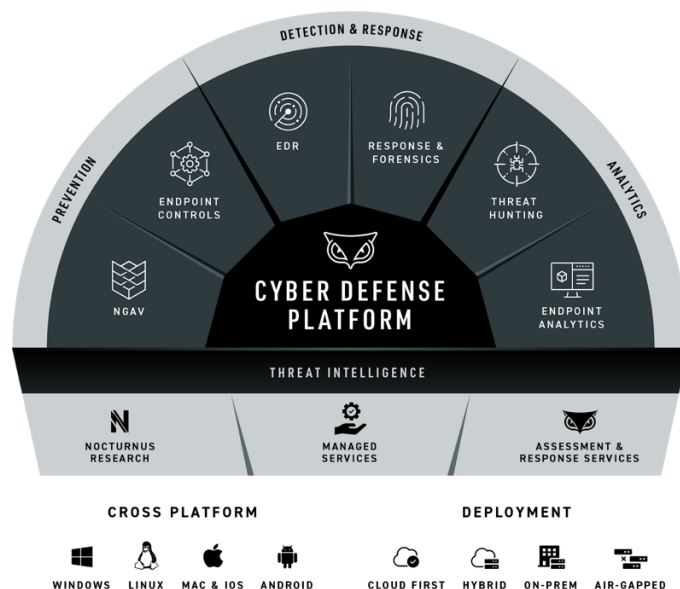 DETECTION & RESPONSE
PREVENTION
ANALYTICS
EDR
RESPONSE &
FORENSICS
ENDPOINT
CONTROLS
THREAT
HUNTING
NGAV
ENDPOINT
ANALYTICS
CYBER DEFENSE
PLATFORM
THREAT INTELLIGENCE
NOCTURNUS
RESEARCH
MANAGED
SERVICES
ASSESSMENT &
RESPONSE SERVICES
CROSS PLATFORM
WINDOWS
LINUX
MAC & IOS
ANDROID
DEPLOYMENT
CLOUD FIRST
HYBRID
ON-PREM
AIR-GAPPED